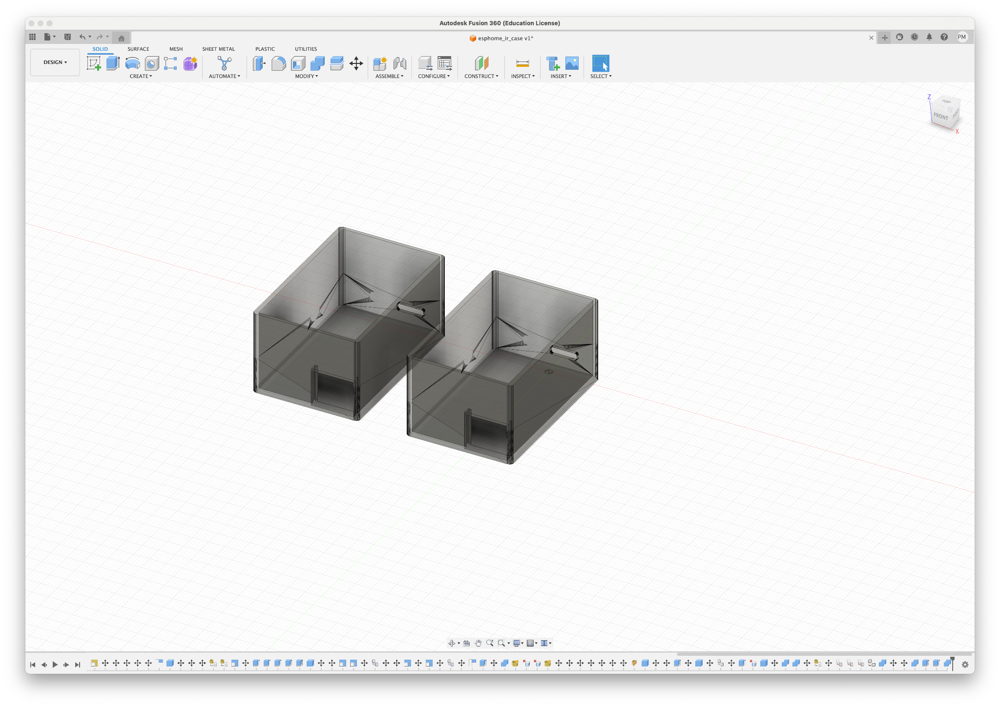 Autodesk Fusion 360 (Education License)
esphome_ir_case v1*
PM
SOLID SURFACE MESH SHEET METAL PLASTIC UTILITIES
DESIGN
CREATE AUTOMATE MODIFY ASSEMBLE CONFIGURE CONSTRUCT INSPECT INSERT SELECT
Z
TOP
FRONT
X